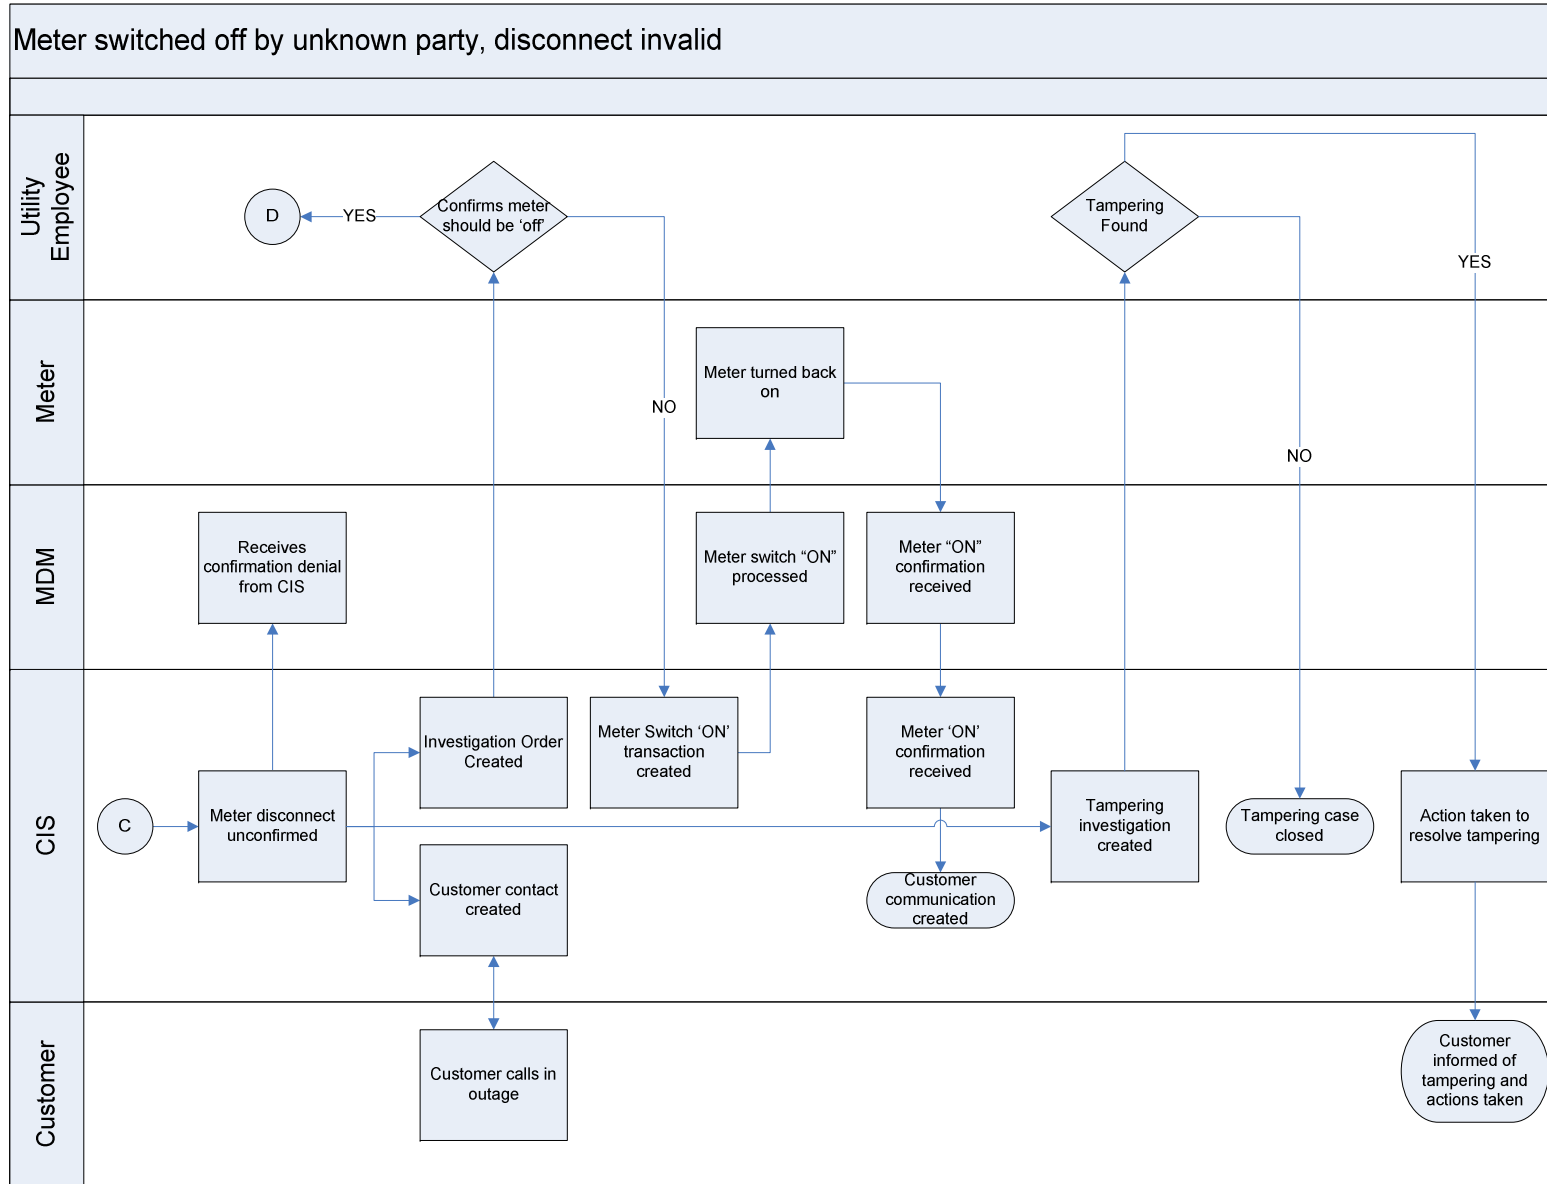 Meter switched off by unknown party, disconnect invalid
Utility
Employee
D
YES
Confirms meter
should be ‘off’
Tampering
Found
YES
Meter
Meter turned back
on
NO
NO
MDM
Receives
confirmation denial
from CIS
Meter switch “ON”
processed
Meter “ON”
confirmation
received
CIS
C
Meter disconnect
unconfirmed
Investigation Order
Created
Customer contact
created
Meter Switch ‘ON’
transaction
created
Meter ‘ON’
confirmation
received
Customer
communication
created
Tampering
investigation
created
Tampering case
closed
Action taken to
resolve tampering
Customer
Customer calls in
outage
Customer
informed of
tampering and
actions taken